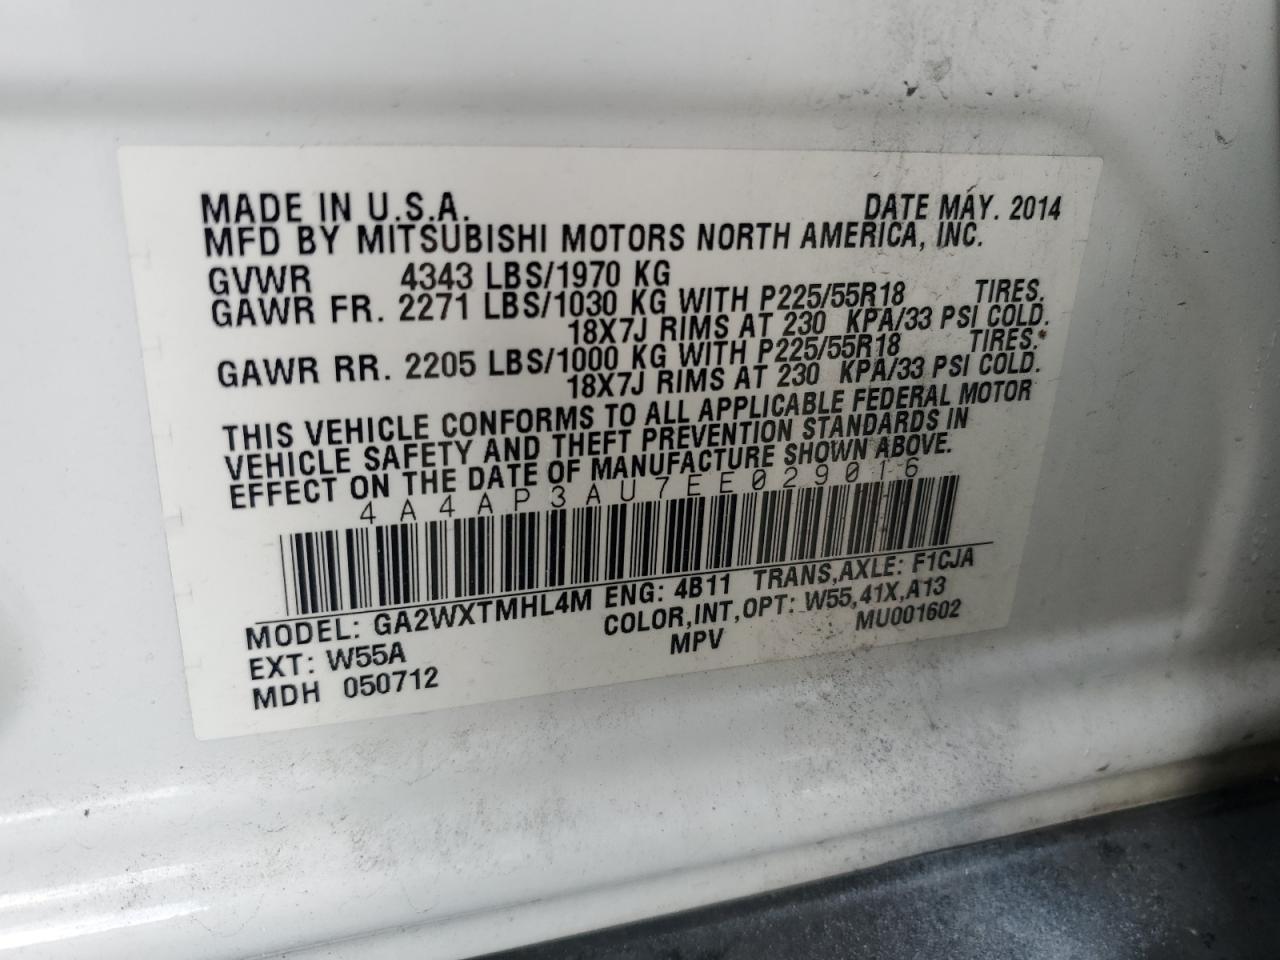 MADE IN U.S.A. DATE MAY. 2014
MFD BY MITSUBISHI MOTORS NORTH AMERICA, INC.
GVWR 4343 LBS/1970 KG
GAWR FR. 2271 LBS/1030 KG WITH P225/55R18 TIRES,
18X7J RIMS AT 230 KPA/33 PSI COLD.
GAWR RR. 2205 LBS/1000 KG WITH P225/55R18 TIRES,
18X7J RIMS AT 230 KPA/33 PSI COLD.
THIS VEHICLE CONFORMS TO ALL APPLICABLE FEDERAL MOTOR
VEHICLE SAFETY AND THEFT PREVENTION STANDARDS IN
EFFECT ON THE DATE OF MANUFACTURE SHOWN ABOVE.
4A4AP3AU7EE029016
MODEL: GA2WXTMHL4M ENG: 4B11 TRANS,AXLE: F1CJA
EXT: W55A COLOR,INT,OPT: W55,41X,A13
MDH 050712 MPV MU001602